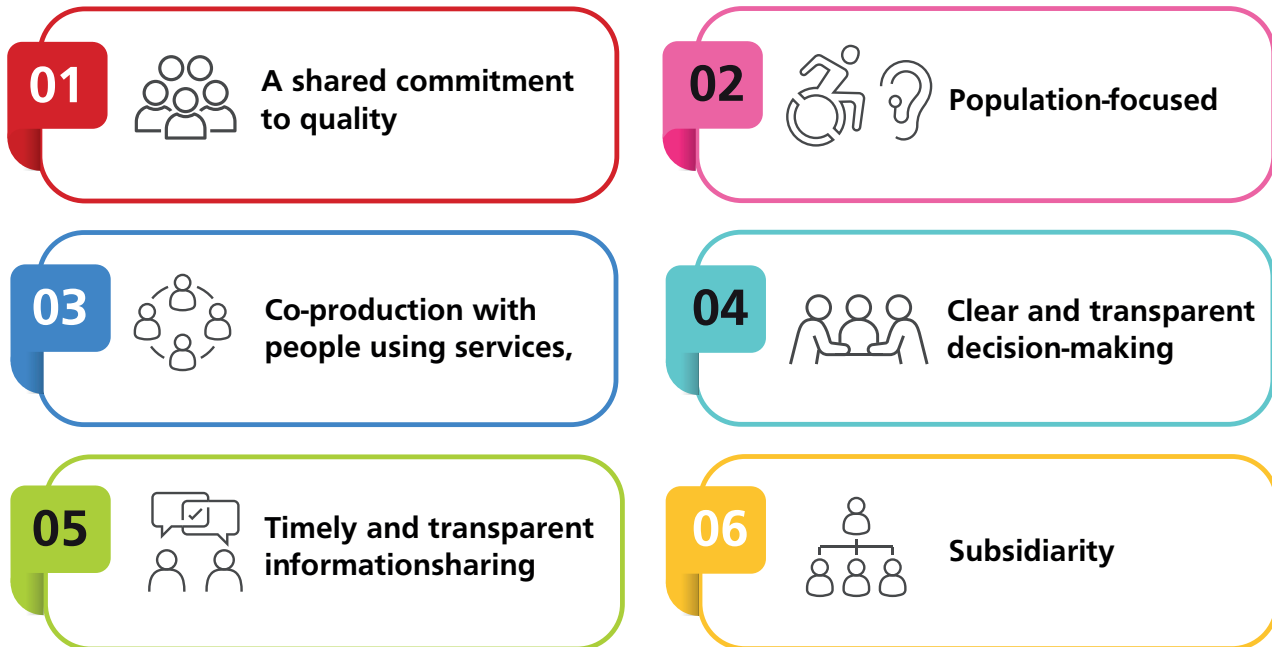 01
A shared commitment
to quality
02
Population-focused
03
Co-production with
people using services,
04
Clear and transparent
decision-making
05
Timely and transparent
informationsharing
06
Subsidiarity